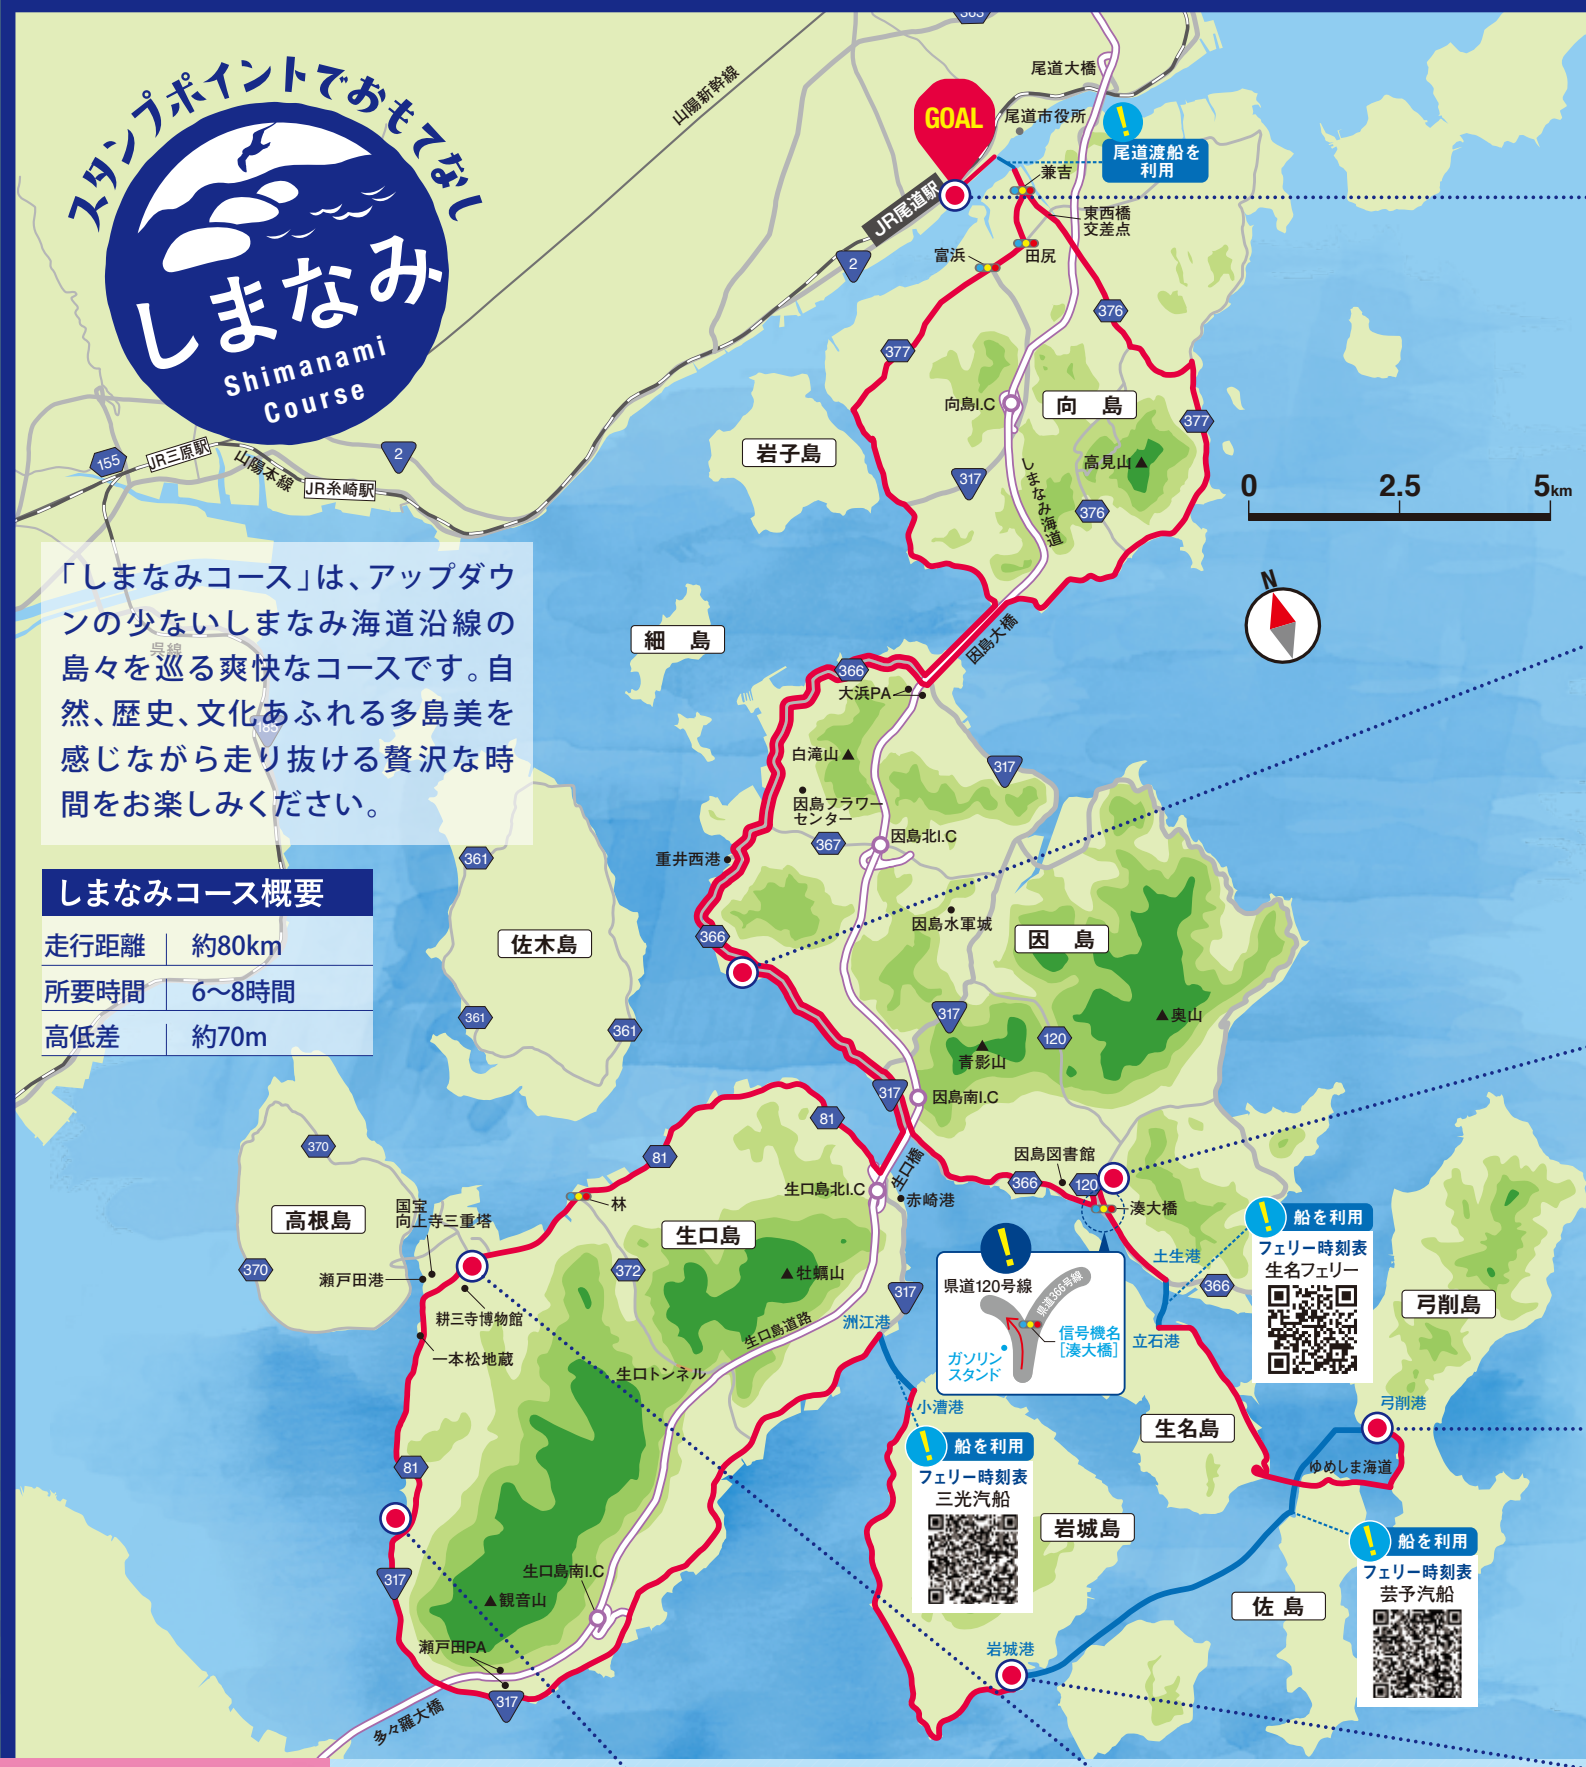 スタンプポイントでおもてなし
しまなみ
Shimanami
Course
「しまなみコース」は、アップダウ
ンの少ないしまなみ海道沿線の
島々を巡る爽快なコースです。自
然、歴史、文化あふれる多島美を
感じながら走り抜ける贅沢な時
間をお楽しみください。
しまなみコース概要
走行距離 約80km
所要時間 6〜8時間
高低差 約70m
383
尾道大橋
山陽新幹線
GOAL
尾道市役所
!
尾道渡船を
利用
兼吉
JR尾道駅
東西橋
交差点
富浜
田尻
2
376
377
向島I.C
向 島
377
岩子島
高見山
317
しまなみ海道
376
155
JR三原駅
山陽本線
2
JR糸崎駅
0 2.5 5km
N
呉線
185
細 島
因島大橋
366
大浜PA
白滝山
317
因島フラワー
センター
367
因島北I.C
重井西港
361
因島水軍城
366
因 島
佐木島
361
361
317
奥山
120
青影山
317
因島南I.C
81
81
370
生口橋
因島図書館
366
120
湊大橋
生口島北I.C
赤崎港
林
国宝
向上寺三重塔
高根島
生口島
370
瀬戸田港
372
牡蠣山
317
耕三寺博物館
生口島道路
洲江港
一本松地蔵
生口トンネル
!
県道120号線
県道366号線
信号機名
[湊大橋]
ガソリン
スタンド
土生港
366
立石港
!
船を利用
フェリー時刻表
生名フェリー
弓削島
小漕港
弓削港
生名島
ゆめしま海道
!
船を利用
フェリー時刻表
三光汽船
81
岩城島
!
船を利用
フェリー時刻表
芸予汽船
317
生口島南I.C
観音山
佐 島
瀬戸田PA
岩城港
317
多々羅大橋